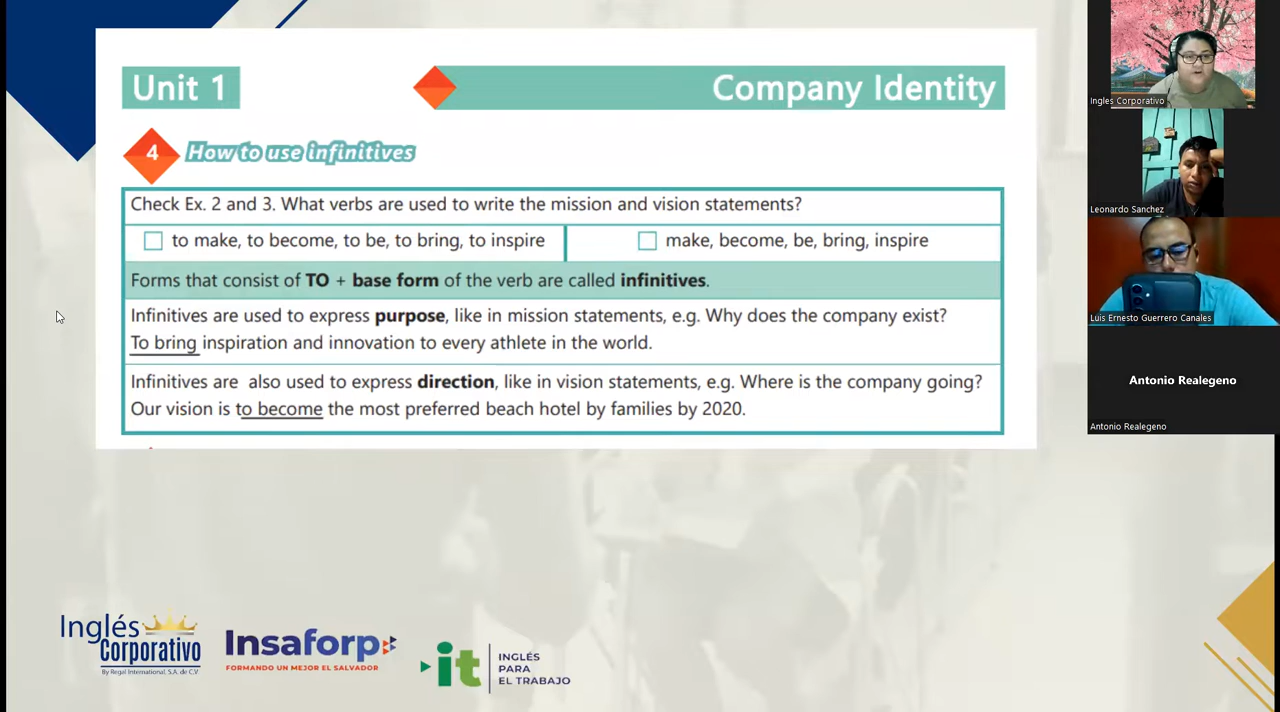 Unit 1
Company Identity
4 How to use infinitives
Check Ex. 2 and 3. What verbs are used to write the mission and vision statements?
to make, to become, to be, to bring, to inspire
make, become, be, bring, inspire
Forms that consist of TO + base form of the verb are called infinitives.
Infinitives are used to express purpose, like in mission statements, e.g. Why does the company exist?
To bring inspiration and innovation to every athlete in the world.
Infinitives are also used to express direction, like in vision statements, e.g. Where is the company going?
Our vision is to become the most preferred beach hotel by families by 2020.
Inglés
Corporativo
By Regal International, S.A. de C.V.
Insaforp
FORMANDO UN MEJOR EL SALVADOR
it
INGLÉS
PARA
EL TRABAJO
Ingles Corporativo
Leonardo Sanchez
Luis Ernesto Guerrero Canales
Antonio Realegeno
Antonio Realegeno